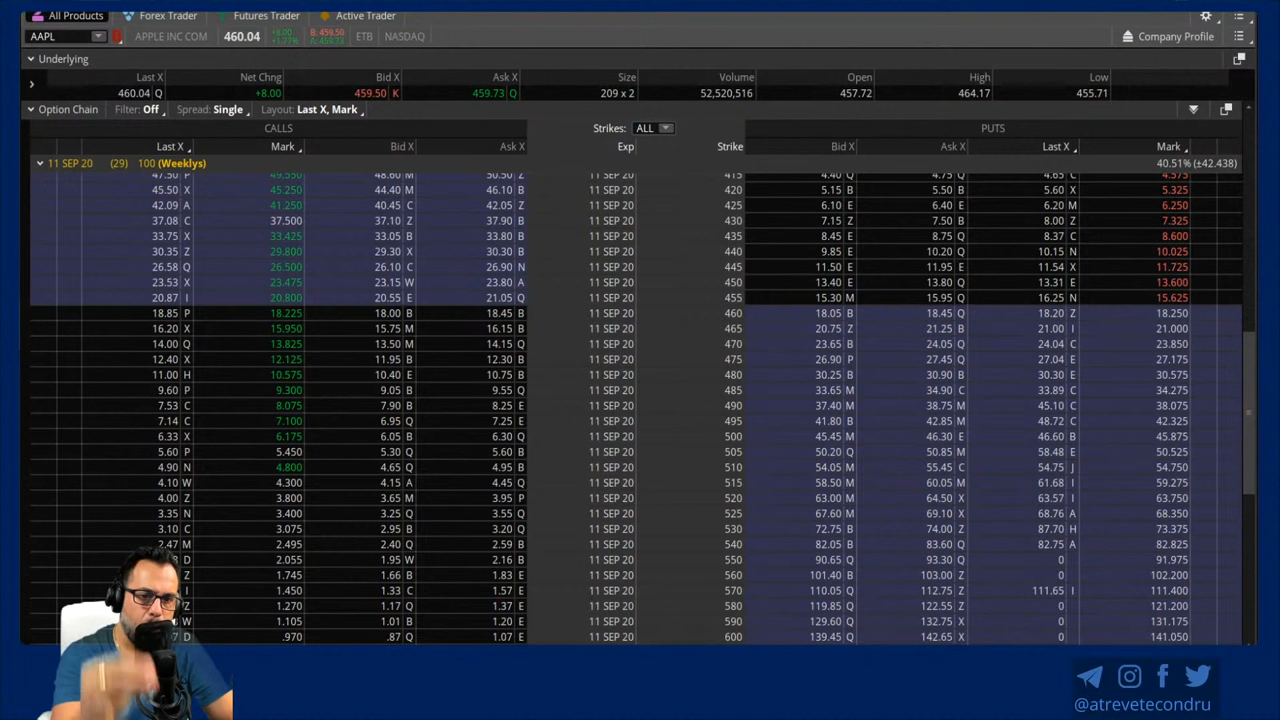 All Products Forex Trader Futures Trader Active Trader
AAPL APPLE INC COM 460.04 +8.00 +1.77% B: 459.50 A: 459.73 ETB NASDAQ Company Profile
Underlying
Last X Net Chng Bid X Ask X Size Volume Open High Low
460.04 Q +8.00 459.50 K 459.73 Q 209 x 2 52,520,516 457.72 464.17 455.71
Option Chain Filter: Off Spread: Single Layout: Last X, Mark
CALLS Strikes: ALL PUTS
Last X Mark Bid X Ask X Exp Strike Bid X Ask X Last X Mark
11 SEP 20 (29) 100 (Weeklys) 40.51% (±42.438)
47.50 P 49.550 48.60 M 50.50 Z 11 SEP 20 415 4.40 Q 4.75 Q 4.65 C 4.575
45.50 X 45.250 44.40 M 46.10 B 11 SEP 20 420 5.15 B 5.50 B 5.60 X 5.325
42.09 A 41.250 40.45 C 42.05 Z 11 SEP 20 425 6.10 E 6.40 E 6.20 M 6.250
37.08 C 37.500 37.10 Z 37.90 B 11 SEP 20 430 7.15 Z 7.50 B 8.00 Z 7.325
33.75 X 33.425 33.05 B 33.80 B 11 SEP 20 435 8.45 E 8.75 Q 8.37 C 8.600
30.35 Z 29.800 29.30 X 30.30 B 11 SEP 20 440 9.85 E 10.20 Q 10.15 N 10.025
26.58 Q 26.500 26.10 C 26.90 N 11 SEP 20 445 11.50 E 11.95 E 11.54 X 11.725
23.53 X 23.475 23.15 W 23.80 A 11 SEP 20 450 13.40 E 13.80 Q 13.31 E 13.600
20.87 I 20.800 20.55 E 21.05 Q 11 SEP 20 455 15.30 M 15.95 Q 16.25 N 15.625
18.85 P 18.225 18.00 B 18.45 B 11 SEP 20 460 18.05 B 18.45 Q 18.20 Z 18.250
16.20 X 15.950 15.75 M 16.15 B 11 SEP 20 465 20.75 Z 21.25 B 21.00 I 21.000
14.00 Q 13.825 13.50 M 14.15 Q 11 SEP 20 470 23.65 B 24.05 Q 24.04 C 23.850
12.40 X 12.125 11.95 B 12.30 B 11 SEP 20 475 26.90 P 27.45 Q 27.04 E 27.175
11.00 H 10.575 10.40 E 10.75 B 11 SEP 20 480 30.25 B 30.90 B 30.30 E 30.575
9.60 P 9.300 9.05 B 9.55 Q 11 SEP 20 485 33.65 M 34.90 C 33.89 C 34.275
7.53 C 8.075 7.90 B 8.25 E 11 SEP 20 490 37.40 M 38.75 M 45.10 C 38.075
7.14 C 7.100 6.95 Q 7.25 E 11 SEP 20 495 41.80 B 42.85 M 48.72 C 42.325
6.33 X 6.175 6.05 B 6.30 Q 11 SEP 20 500 45.45 M 46.30 E 46.60 B 45.875
5.60 P 5.450 5.30 Q 5.60 B 11 SEP 20 505 50.20 Q 50.85 M 58.48 E 50.525
4.90 N 4.800 4.65 Q 4.95 B 11 SEP 20 510 54.05 M 55.45 C 54.75 J 54.750
4.10 W 4.300 4.15 A 4.45 Q 11 SEP 20 515 58.50 M 60.05 M 61.68 I 59.275
4.00 Z 3.800 3.65 M 3.95 P 11 SEP 20 520 63.00 M 64.50 X 63.57 I 63.750
3.35 N 3.400 3.25 Q 3.55 Q 11 SEP 20 525 67.60 M 69.10 X 68.76 A 68.350
3.10 C 3.075 2.95 B 3.20 Q 11 SEP 20 530 72.75 B 74.00 Z 87.70 H 73.375
2.47 M 2.495 2.40 Q 2.59 B 11 SEP 20 540 82.05 B 83.60 Q 82.75 A 82.825
D 2.055 1.95 W 2.16 B 11 SEP 20 550 90.65 Q 93.30 Q 0 91.975
Z 1.745 1.66 B 1.83 E 11 SEP 20 560 101.40 B 103.00 Z 0 102.200
I 1.450 1.33 C 1.57 E 11 SEP 20 570 110.05 Q 112.75 Z 111.65 I 111.400
Z 1.270 1.17 Q 1.37 E 11 SEP 20 580 119.85 Q 122.55 Z 0 121.200
W 1.105 1.01 B 1.20 E 11 SEP 20 590 129.60 Q 132.75 X 0 131.175
D .970 .87 Q 1.07 E 11 SEP 20 600 139.45 Q 142.65 X 0 141.050
@atrevetecondru